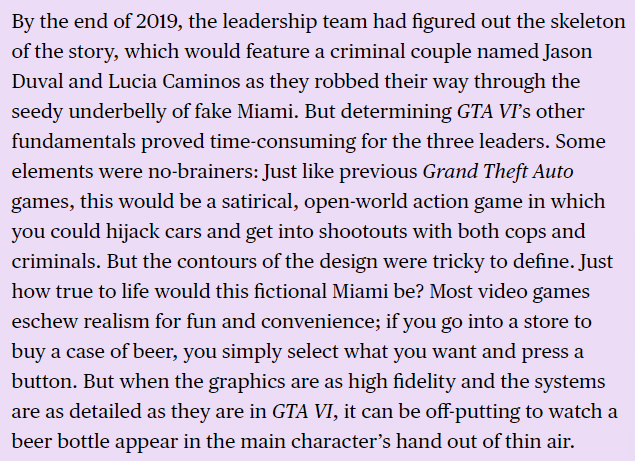 By the end of 2019, the leadership team had figured out the skeleton
of the story, which would feature a criminal couple named Jason
Duval and Lucia Caminos as they robbed their way through the
seedy underbelly of fake Miami. But determining GTA VI’s other
fundamentals proved time-consuming for the three leaders. Some
elements were no-brainers: Just like previous Grand Theft Auto
games, this would be a satirical, open-world action game in which
you could hijack cars and get into shootouts with both cops and
criminals. But the contours of the design were tricky to define. Just
how true to life would this fictional Miami be? Most video games
eschew realism for fun and convenience; if you go into a store to
buy a case of beer, you simply select what you want and press a
button. But when the graphics are as high fidelity and the systems
are as detailed as they are in GTA VI, it can be off-putting to watch a
beer bottle appear in the main character’s hand out of thin air.